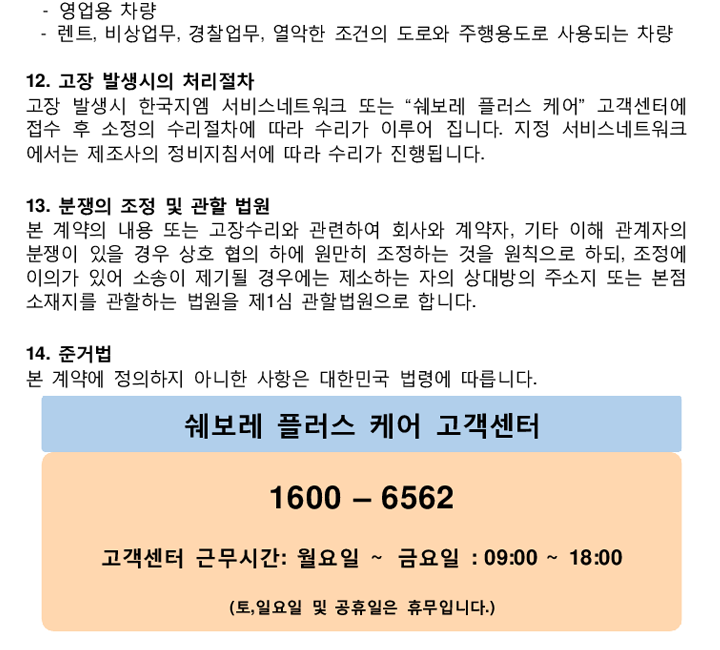 - 영업용 차량
- 렌트, 비상업무, 경찰업무, 열악한 조건의 도로와 주행용도로 사용되는 차량
12. 고장 발생시의 처리절차
고장 발생시 한국지엠 서비스네트워크 또는 “쉐보레 플러스 케어” 고객센터에
접수 후 소정의 수리절차에 따라 수리가 이루어 집니다. 지정 서비스네트워크
에서는 제조사의 정비지침서에 따라 수리가 진행됩니다.
13. 분쟁의 조정 및 관할 법원
본 계약의 내용 또는 고장수리와 관련하여 회사와 계약자, 기타 이해 관계자의
분쟁이 있을 경우 상호 협의 하에 원만히 조정하는 것을 원칙으로 하되, 조정에
이의가 있어 소송이 제기될 경우에는 제소하는 자의 상대방의 주소지 또는 본점
소재지를 관할하는 법원을 제1심 관할법원으로 합니다.
14. 준거법
본 계약에 정의하지 아니한 사항은 대한민국 법령에 따릅니다.
쉐보레 플러스 케어 고객센터
1600 – 6562
고객센터 근무시간: 월요일 ~ 금요일 : 09:00 ~ 18:00
(토,일요일 및 공휴일은 휴무입니다.)